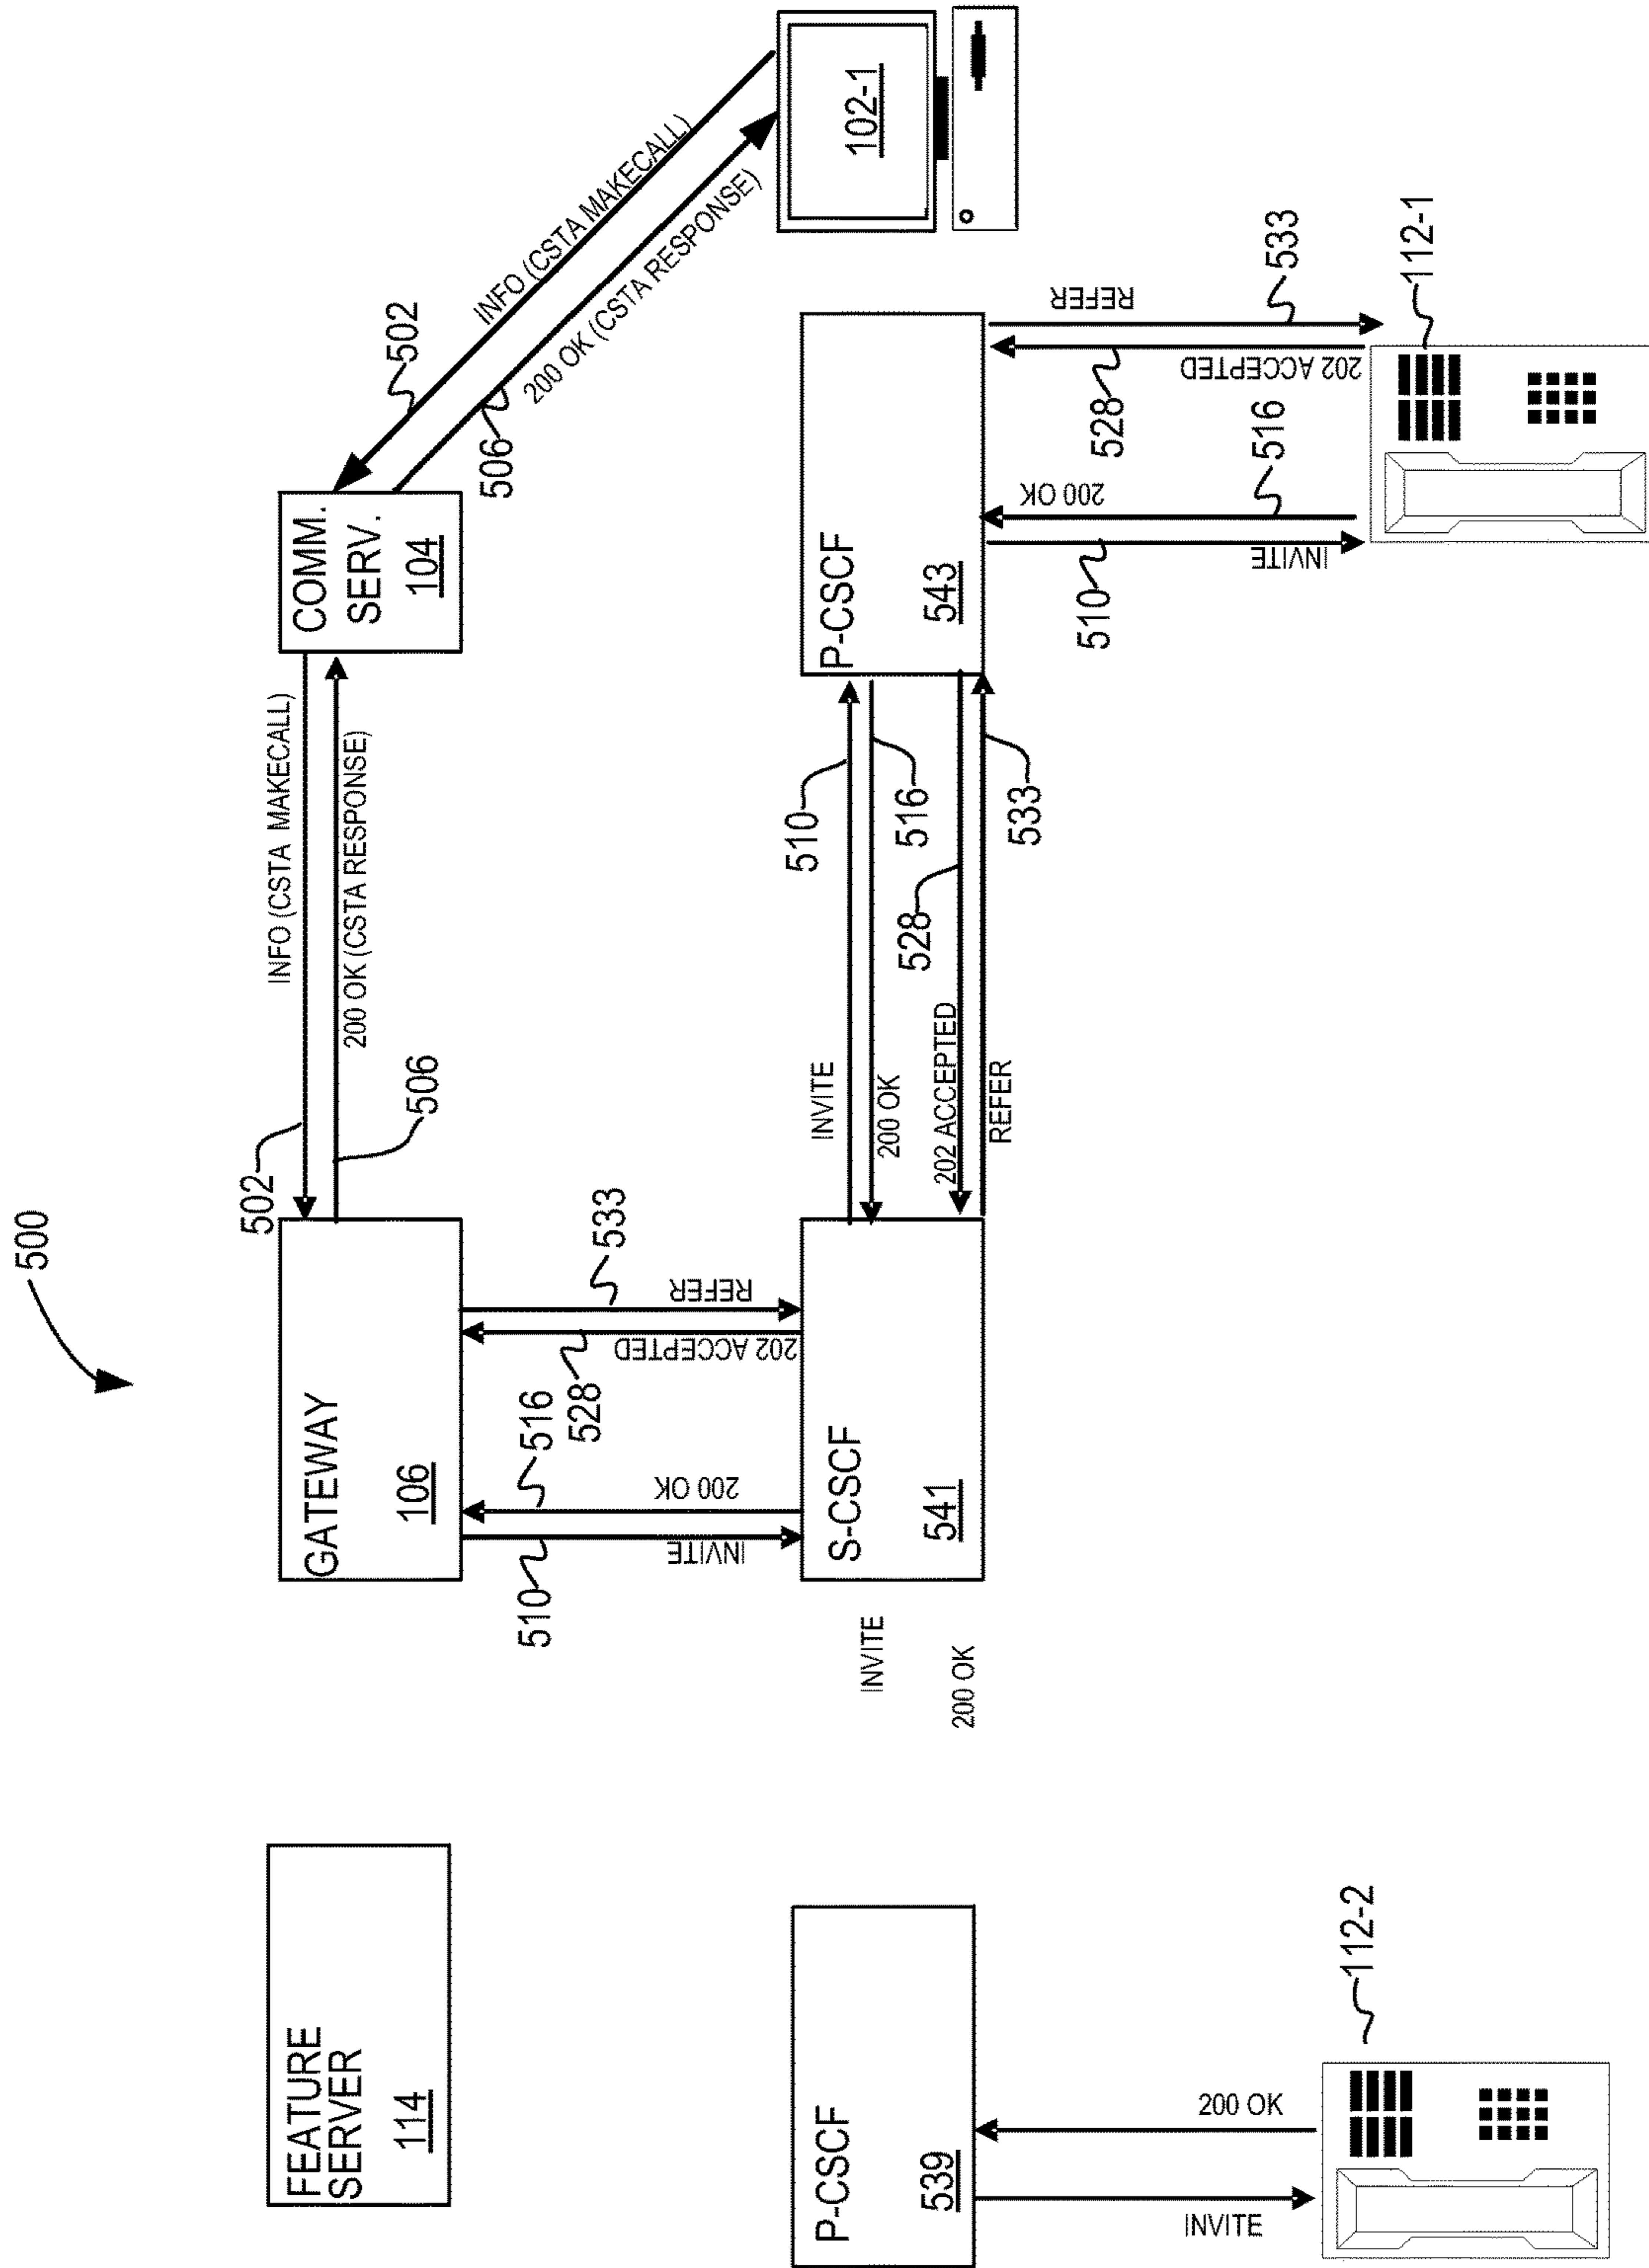 500
FEATURE
SERVER
114
GATEWAY
106
COMM.
SERV.
104
502
INFO (CSTA MAKECALL)
200 OK (CSTA RESPONSE)
506
502
INFO (CSTA MAKECALL)
506
200 OK (CSTA RESPONSE)
102-1
510
INVITE
516
200 OK
528
202 ACCEPTED
533
REFER
P-CSCF
539
INVITE
200 OK
S-CSCF
541
INVITE
200 OK
202 ACCEPTED
REFER
510
516
528
533
P-CSCF
543
INVITE
200 OK
112-2
510
INVITE
200 OK
516
528
202 ACCEPTED
REFER
533
112-1